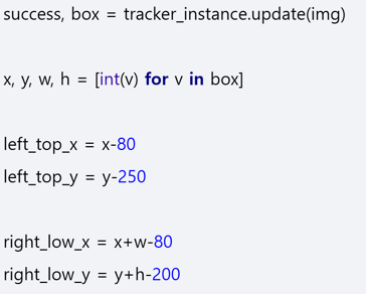 success, box = tracker_instance.update(img)
x, y, w, h = [int(v) for v in box]
left_top_x = x-80
left_top_y = y-250
right_low_x = x+w-80
right_low_y = y+h-200